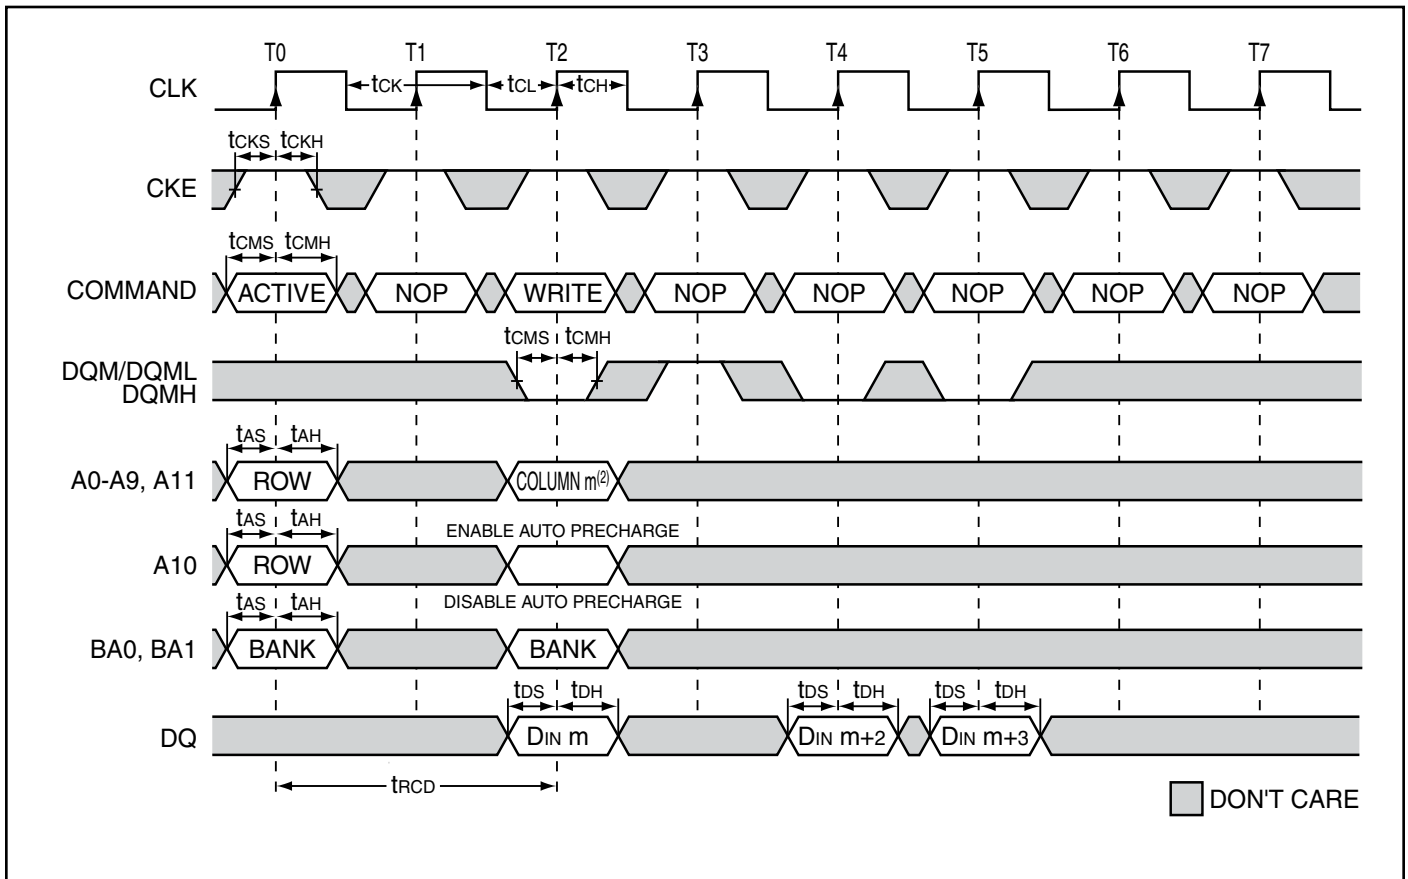 T0 T1 T2 T3 T4 T5 T6 T7
CLK tCK tCL tCH
tCKS tCKH
CKE
tCMS tCMH
COMMAND ACTIVE NOP WRITE NOP NOP NOP NOP NOP
tCMS tCMH
DQM/DQML
DQMH
tAS tAH
A0-A9, A11 ROW COLUMN m(2)
tAS tAH ENABLE AUTO PRECHARGE
A10 ROW
tAS tAH DISABLE AUTO PRECHARGE
BA0, BA1 BANK BANK
tDS tDH tDS tDH tDS tDH
DQ DIN m DIN m+2 DIN m+3
tRCD
DON'T CARE